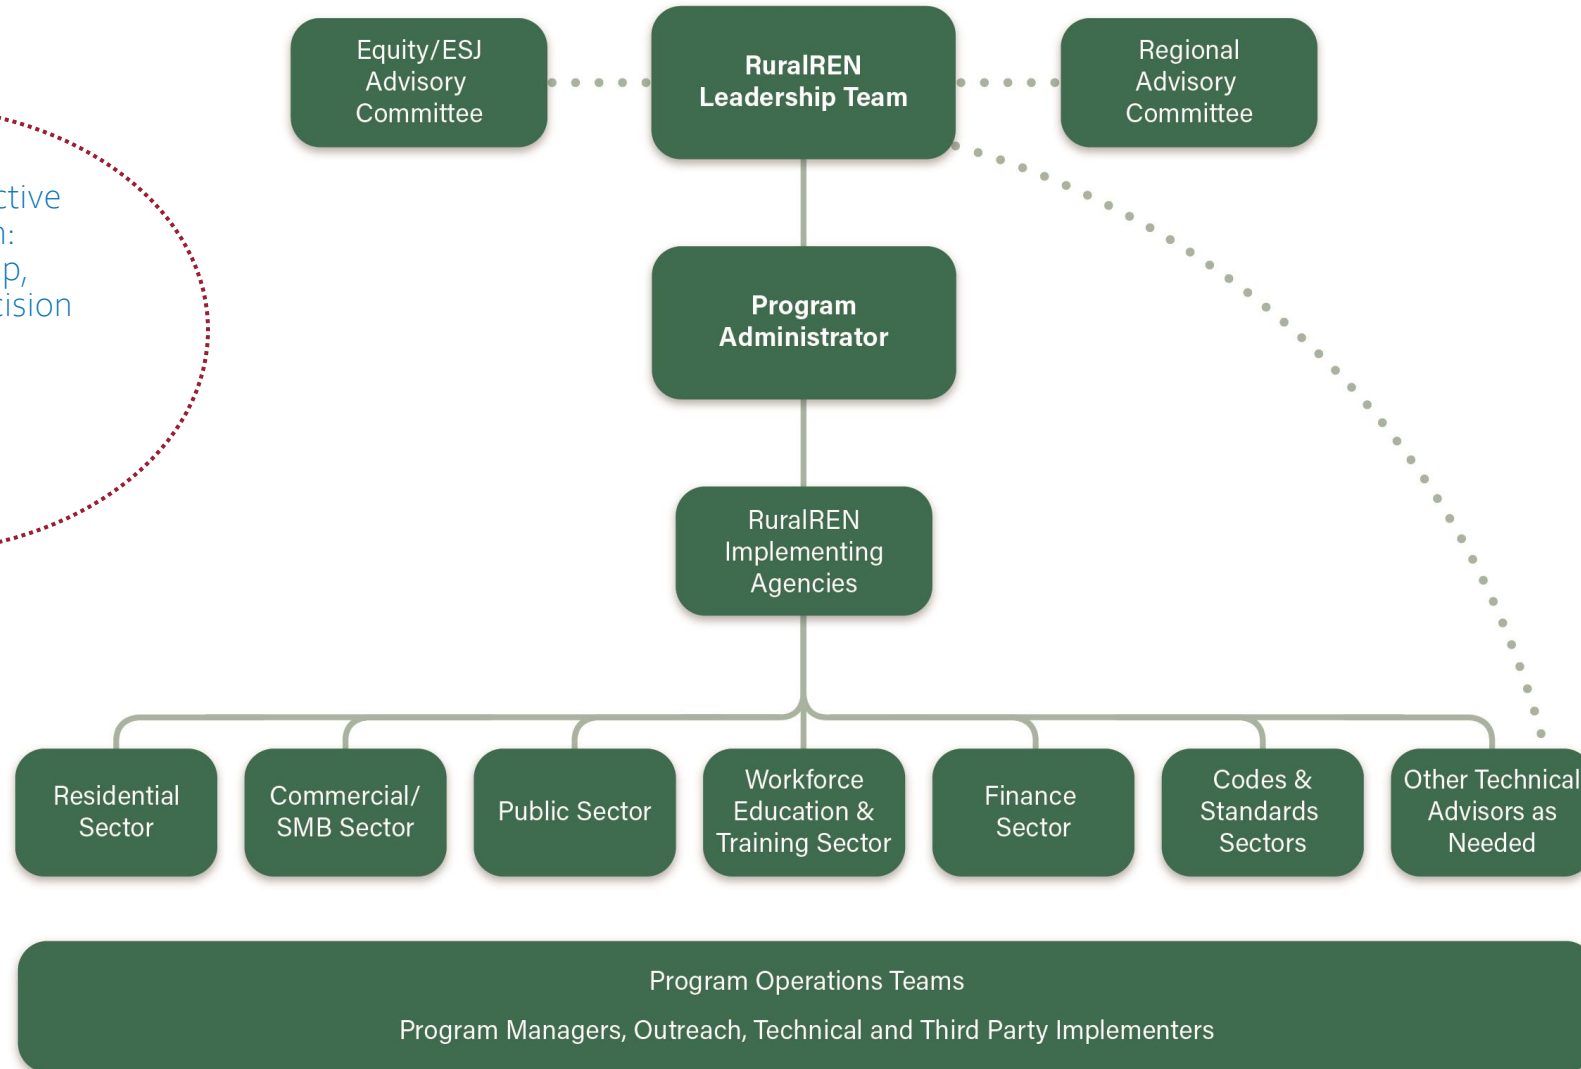 Equity/ESJ
Advisory
Committee
RuralREN
Leadership Team
Regional
Advisory
Committee
Program
Administrator
RuralREN
Implementing
Agencies
Residential
Sector
Commercial/
SMB Sector
Public Sector
Workforce
Education &
Training Sector
Finance
Sector
Codes &
Standards
Sectors
Other Technical
Advisors as
Needed
Program Operations Teams
Program Managers, Outreach, Technical and Third Party Implementers